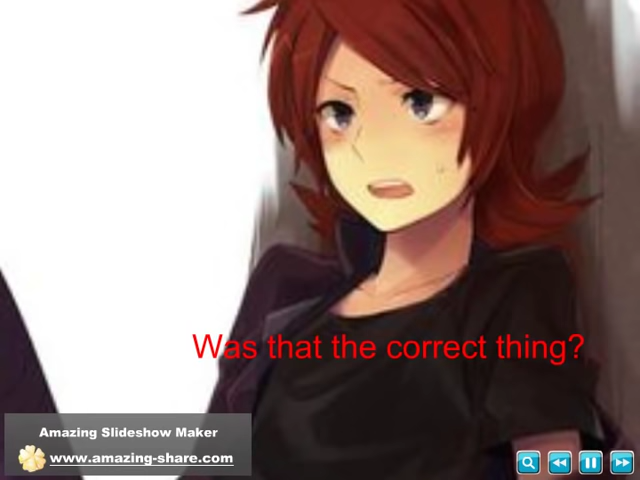 Was that the correct thing?
Amazing Slideshow Maker
www.amazing-share.com